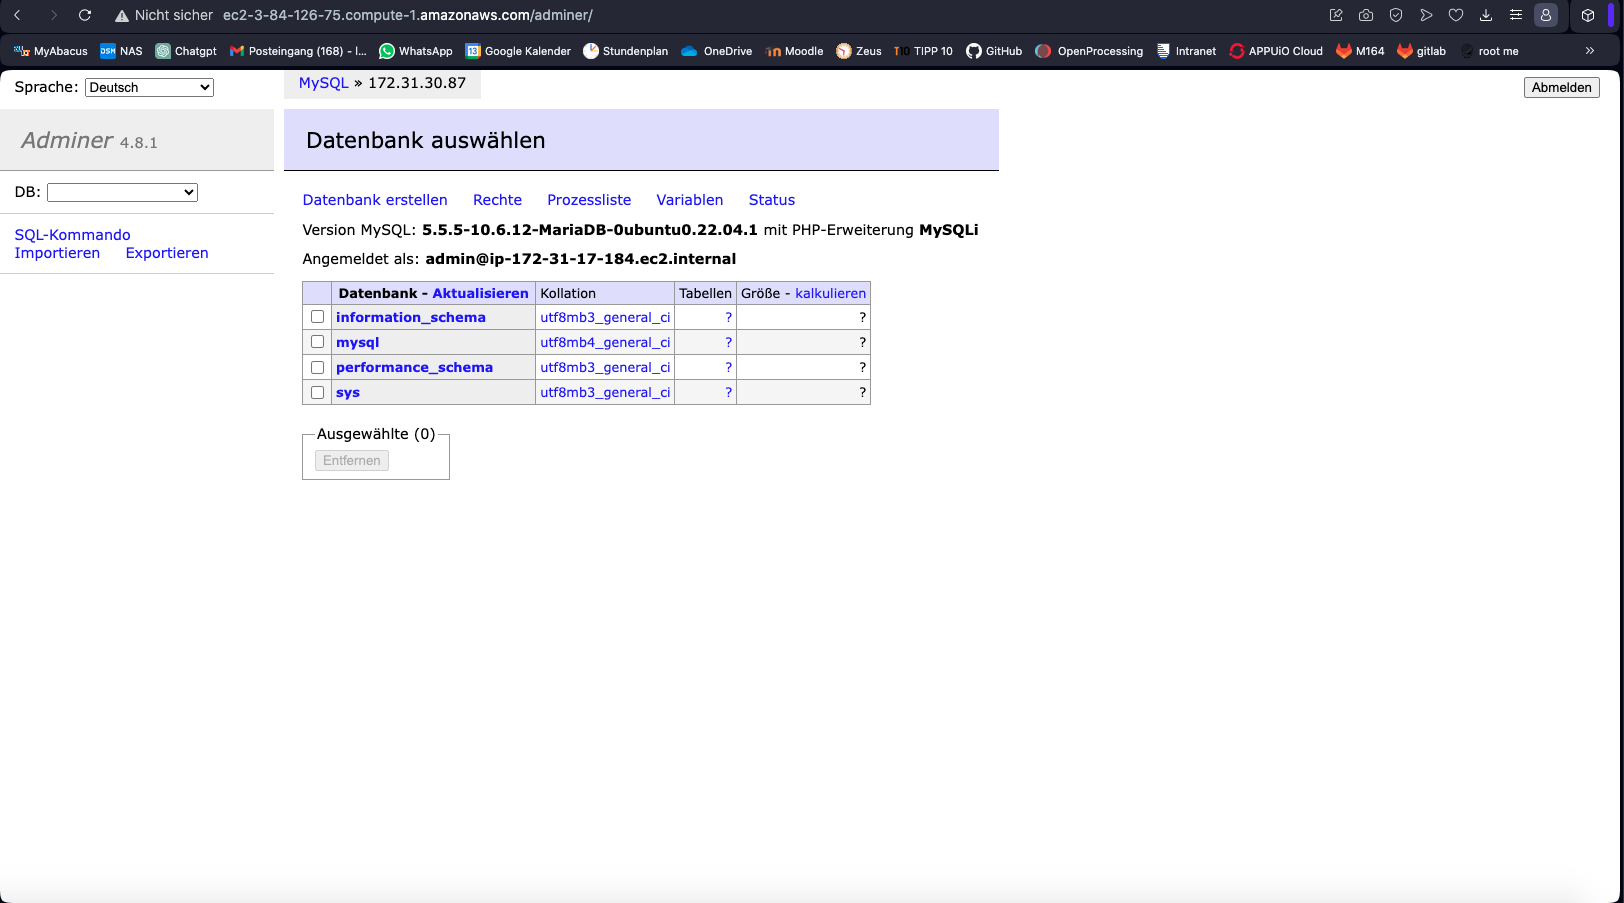 Nicht sicher ec2-3-84-126-75.compute-1.amazonaws.com/adminer/
MyAbacus NAS Chatgpt Posteingang (168) – I... WhatsApp Google Kalender Stundenplan OneDrive Moodle Zeus TIPP 10 GitHub OpenProcessing Intranet APPUiO Cloud M164 gitlab root me »
Sprache: Deutsch
MySQL » 172.31.30.87
Abmelden
Adminer 4.8.1
Datenbank auswählen
DB:
Datenbank erstellen Rechte Prozessliste Variablen Status
SQL-Kommando
Importieren Exportieren
Version MySQL: 5.5.5-10.6.12-MariaDB-0ubuntu0.22.04.1 mit PHP-Erweiterung MySQLi
Angemeldet als: admin@ip-172-31-17-184.ec2.internal
Datenbank - Aktualisieren Kollation Tabellen Größe - kalkulieren
information_schema utf8mb3_general_ci ? ?
mysql utf8mb4_general_ci ? ?
performance_schema utf8mb3_general_ci ? ?
sys utf8mb3_general_ci ? ?
Ausgewählte (0)
Entfernen